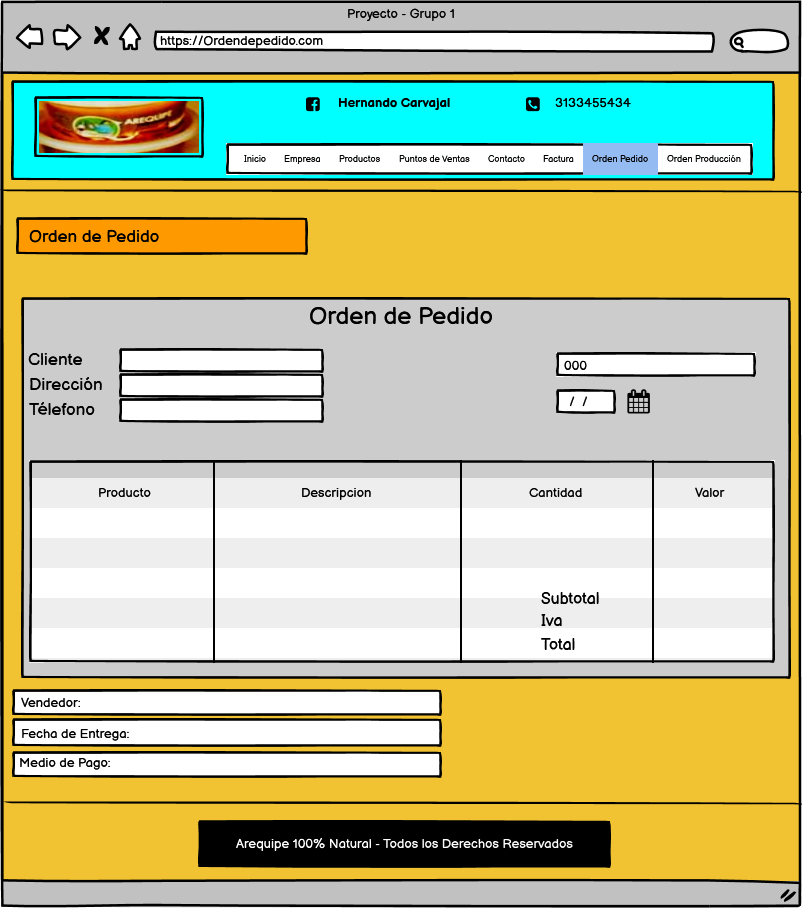 Proyecto - Grupo 1
https://Ordendepedido.com
Hernando Carvajal
3133455434
AREQUIPE
Inicio Empresa Productos Puntos de Ventas Contacto Factura Orden Pedido Orden Producción
Orden de Pedido
Orden de Pedido
Cliente
000
Dirección
/ /
Télefono
Producto Descripcion Cantidad Valor
Subtotal
Iva
Total
Vendedor:
Fecha de Entrega:
Medio de Pago:
Arequipe 100% Natural - Todos los Derechos Reservados